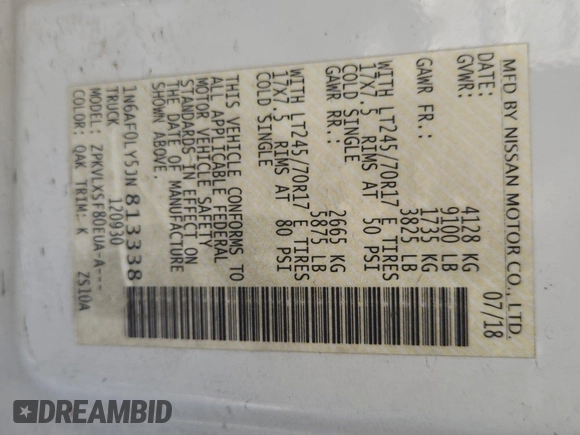 MFD BY NISSAN MOTOR CO., LTD.
DATE: 07/18
GVWR: 4128 KG
9100 LB
GAWR FR.: 1735 KG
3825 LB
WITH LT245/70R17 E TIRES
17X7.5 RIMS AT 50 PSI
COLD SINGLE
GAWR RR.: 2665 KG
5875 LB
WITH LT245/70R17 E TIRES
17X7.5 RIMS AT 80 PSI
COLD SINGLE
THIS VEHICLE CONFORMS TO
ALL APPLICABLE FEDERAL
MOTOR VEHICLE SAFETY
STANDARDS IN EFFECT ON
THE DATE OF MANUFACTURE
SHOWN ABOVE.
1N6AF0LY5JN813338
TRUCK 120930
MODEL: ZPKVLXSF80EUA-A---
COLOR: QAK TRIM: K ZS10A
DREAMBID